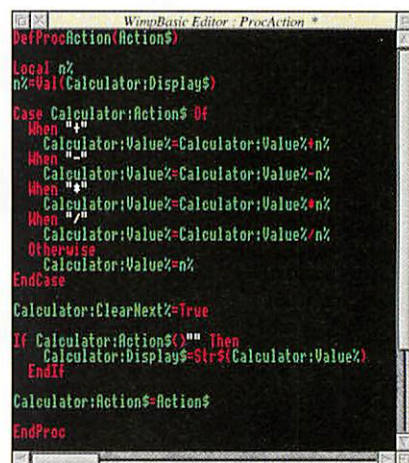 WimpBasic Editor : ProcAction *
DefProcAction(Action$)
Local n%
n%=Val(Calculator:Display$)
Case Calculator:Action$ Of
When "+"
Calculator:Value%=Calculator:Value%+n%
When "-"
Calculator:Value%=Calculator:Value%-n%
When "*"
Calculator:Value%=Calculator:Value%*n%
When "/"
Calculator:Value%=Calculator:Value%/n%
Otherwise
Calculator:Value%=n%
EndCase
Calculator:ClearNext%=True
If Calculator:Action$<>"" Then
Calculator:Display$=Str$(Calculator:Value%)
EndIf
Calculator:Action$=Action$
EndProc